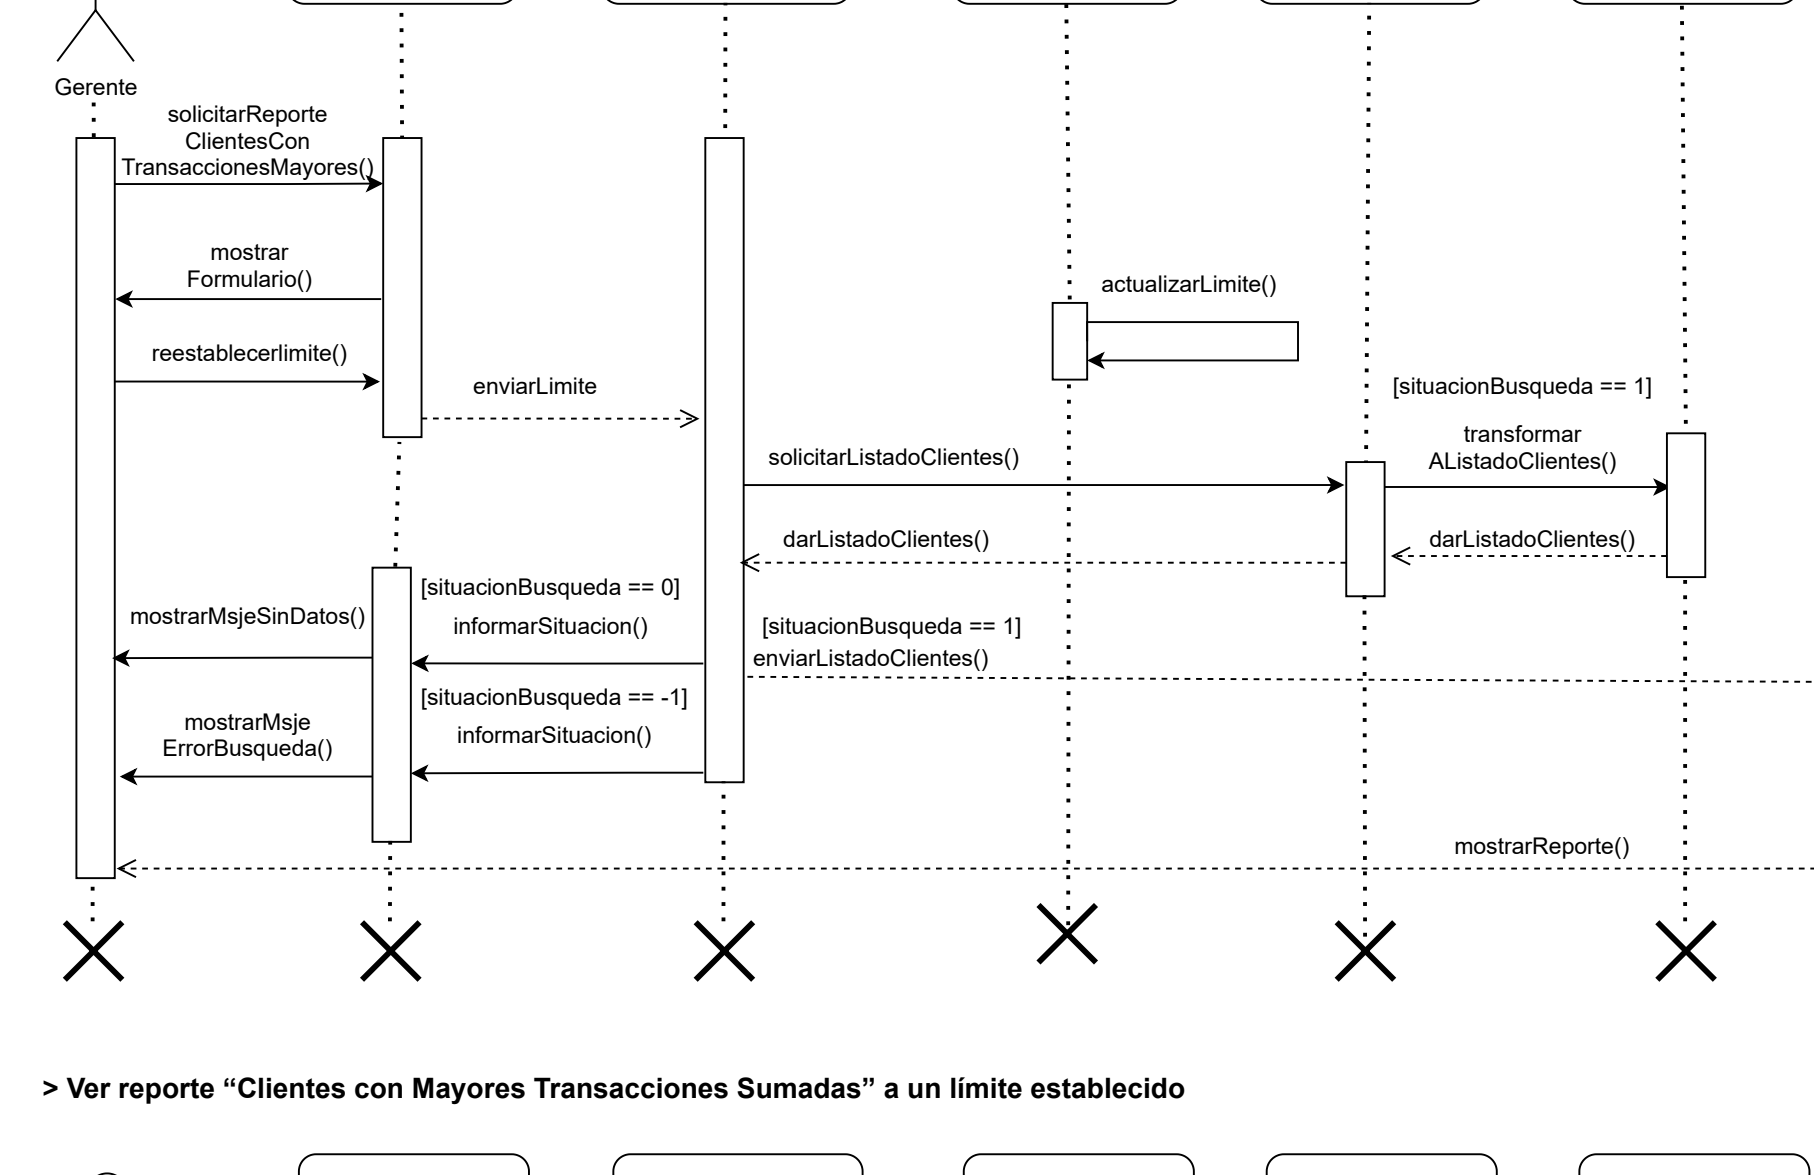 Gerente
solicitarReporte
ClientesCon
TransaccionesMayores()
mostrar
Formulario()
actualizarLimite()
reestablecerlimite()
enviarLimite
[situacionBusqueda == 1]
transformar
AListadoClientes()
solicitarListadoClientes()
darListadoClientes()
darListadoClientes()
[situacionBusqueda == 0]
mostrarMsjeSinDatos()
informarSituacion()
[situacionBusqueda == 1]
enviarListadoClientes()
[situacionBusqueda == -1]
mostrarMsje
ErrorBusqueda()
informarSituacion()
mostrarReporte()
> Ver reporte “Clientes con Mayores Transacciones Sumadas” a un límite establecido